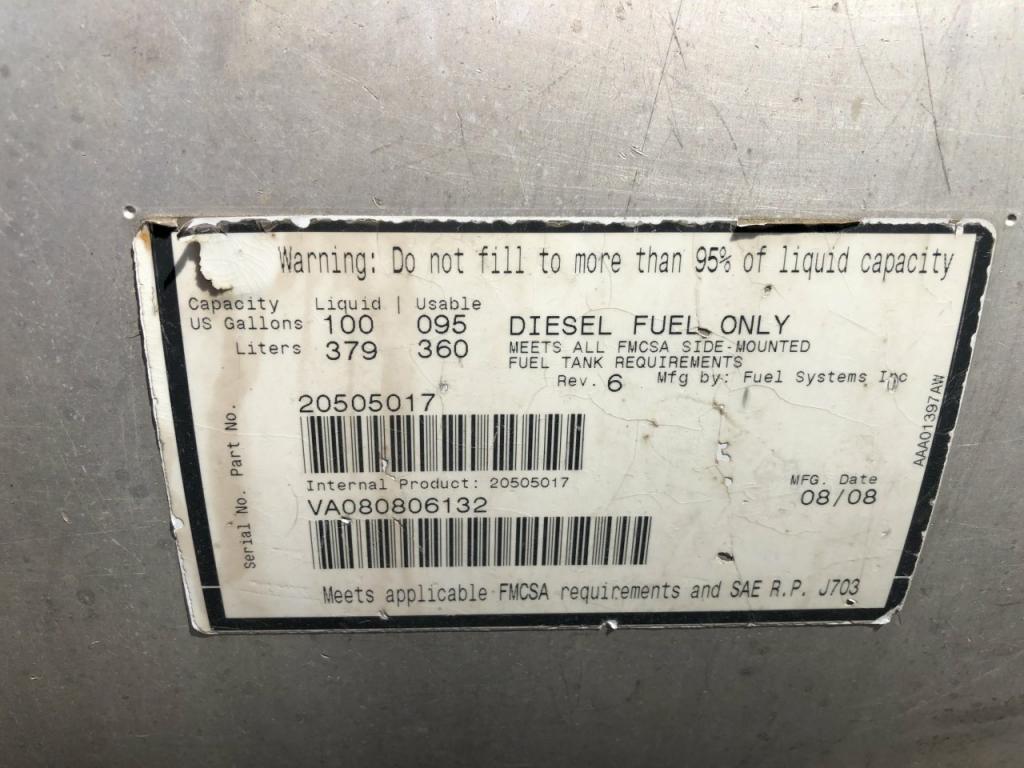 Warning: Do not fill to more than 95% of liquid capacity
Capacity Liquid | Usable
US Gallons 100 095
Liters 379 360
DIESEL FUEL ONLY
MEETS ALL FMCSA SIDE-MOUNTED
FUEL TANK REQUIREMENTS
Rev. 6 Mfg by: Fuel Systems Inc
AAA01397AW
Part No.
20505017
Internal Product: 20505017
Serial No.
VA080806132
MFG. Date
08/08
Meets applicable FMCSA requirements and SAE R.P. J703